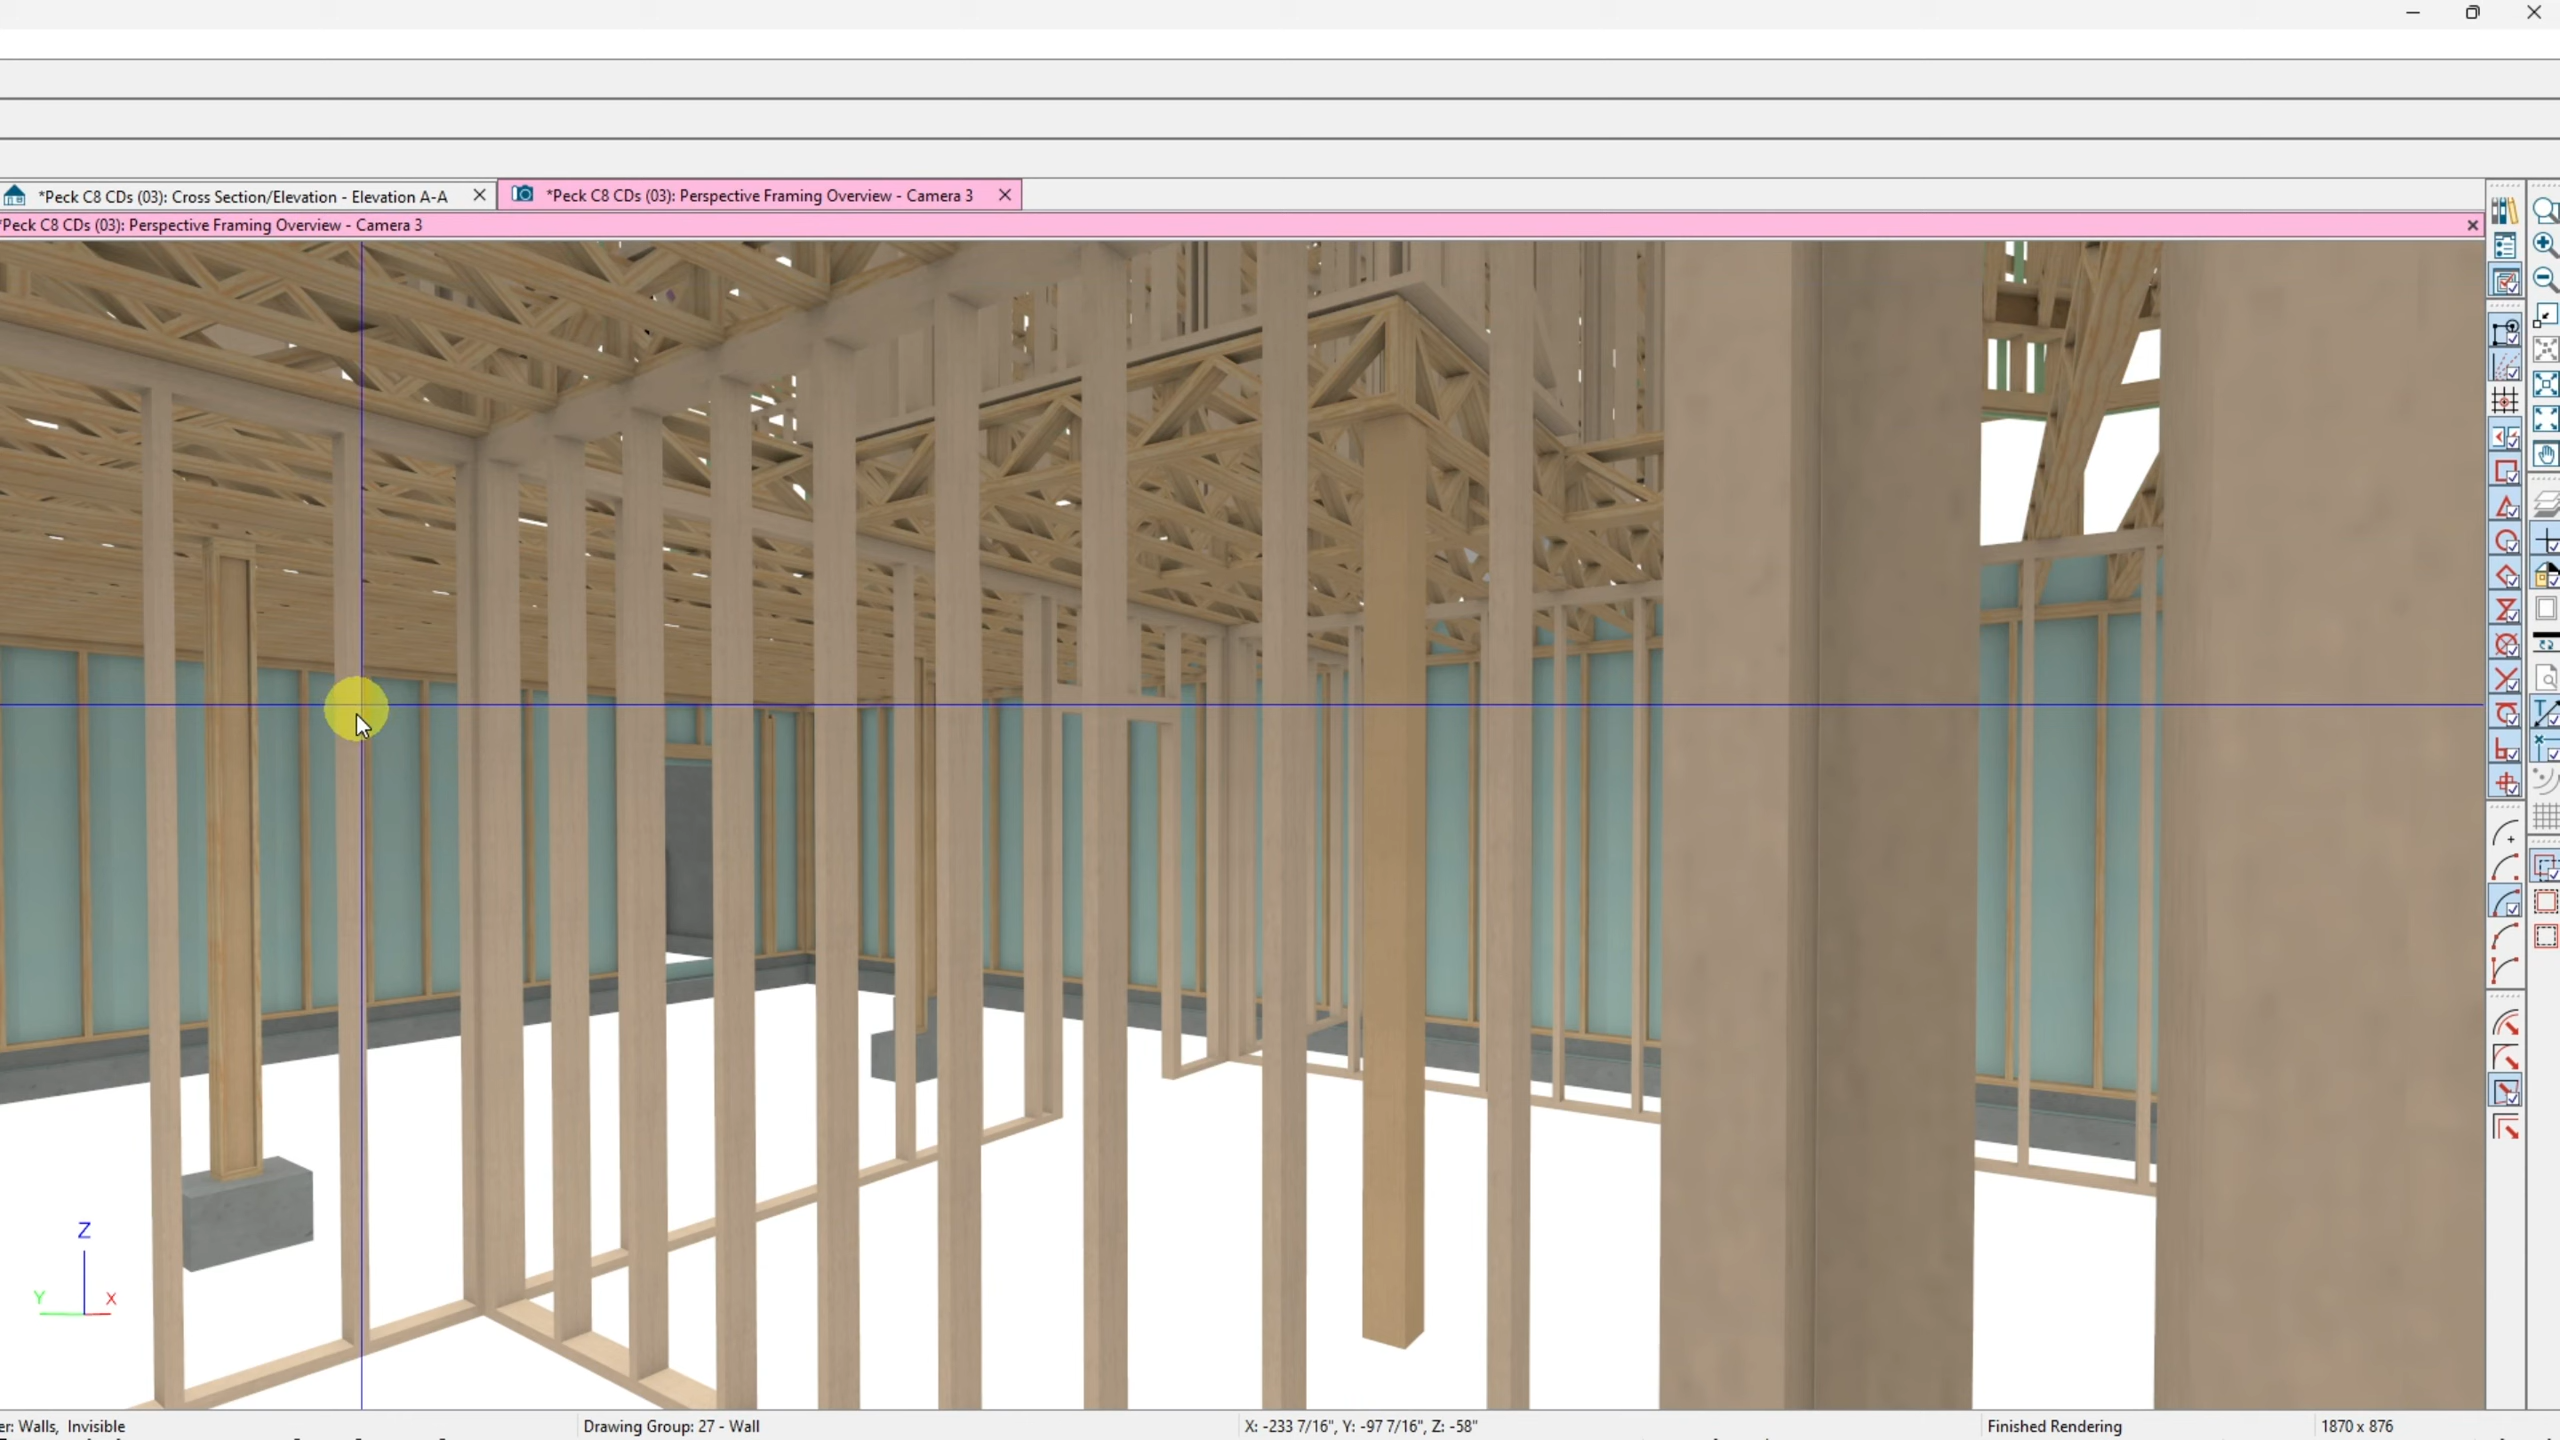 *Peck C8 CDs (03): Cross Section/Elevation - Elevation A-A
*Peck C8 CDs (03): Perspective Framing Overview - Camera 3
*Peck C8 CDs (03): Perspective Framing Overview - Camera 3
Z
Y
X
er: Walls, Invisible
Drawing Group: 27 - Wall
X: -233 7/16", Y: -97 7/16", Z: -58"
Finished Rendering
1870 x 876